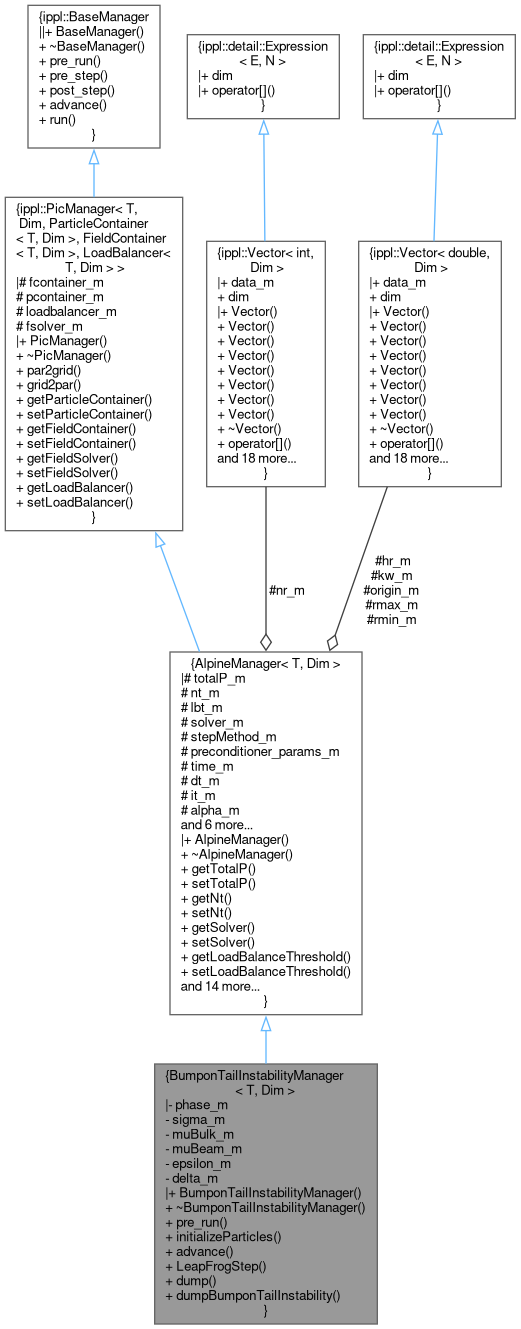 {ippl::BaseManager
||+ BaseManager()
+ ~BaseManager()
+ pre_run()
+ pre_step()
+ post_step()
+ advance()
+ run()
}
{ippl::detail::Expression
< E, N >
|+ dim
|+ operator[]()
}
{ippl::detail::Expression
< E, N >
|+ dim
|+ operator[]()
}
{ippl::PicManager< T,
Dim, ParticleContainer
< T, Dim >, FieldContainer
< T, Dim >, LoadBalancer<
T, Dim > >
|# fcontainer_m
# pcontainer_m
# loadbalancer_m
# fsolver_m
|+ PicManager()
+ ~PicManager()
+ par2grid()
+ grid2par()
+ getParticleContainer()
+ setParticleContainer()
+ getFieldContainer()
+ setFieldContainer()
+ getFieldSolver()
+ setFieldSolver()
+ getLoadBalancer()
+ setLoadBalancer()
}
{ippl::Vector< int,
Dim >
|+ data_m
+ dim
|+ Vector()
+ Vector()
+ Vector()
+ Vector()
+ Vector()
+ Vector()
+ Vector()
+ Vector()
+ ~Vector()
+ operator[]()
and 18 more...
}
{ippl::Vector< double,
Dim >
|+ data_m
+ dim
|+ Vector()
+ Vector()
+ Vector()
+ Vector()
+ Vector()
+ Vector()
+ Vector()
+ Vector()
+ ~Vector()
+ operator[]()
and 18 more...
}
#nr_m
#hr_m
#kw_m
#origin_m
#rmax_m
#rmin_m
{AlpineManager< T, Dim >
|# totalP_m
# nt_m
# lbt_m
# solver_m
# stepMethod_m
# preconditioner_params_m
# time_m
# dt_m
# it_m
# alpha_m
and 6 more...
|+ AlpineManager()
+ ~AlpineManager()
+ getTotalP()
+ setTotalP()
+ getNt()
+ setNt()
+ getSolver()
+ setSolver()
+ getLoadBalanceThreshold()
+ setLoadBalanceThreshold()
and 14 more...
}
{BumponTailInstabilityManager
< T, Dim >
|- phase_m
- sigma_m
- muBulk_m
- muBeam_m
- epsilon_m
- delta_m
|+ BumponTailInstabilityManager()
+ ~BumponTailInstabilityManager()
+ pre_run()
+ initializeParticles()
+ advance()
+ LeapFrogStep()
+ dump()
+ dumpBumponTailInstability()
}